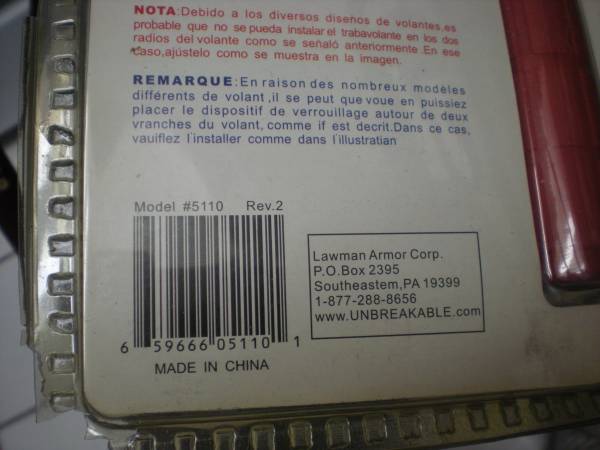 NOTA:Debido a los diversos diseños de volantes,es
probable que no se pueda instalar el trabavolante en los dos
radios del volante como se señaló anteriormente.En ese
caso,ajústelo como se muestra en la imagen.
REMARQUE:En raison des nombreux modèles
différents de volant,il se peut que voue en puissiez
placer le dispositif de verrouillage autour de deux
vranches du volant, comme if est decrit.Dans ce cas,
vauiflez l'installer comme dans l'illustratian
Model #5110 Rev.2
Lawman Armor Corp.
P.O.Box 2395
Southeastem,PA 19399
1-877-288-8656
www.UNBREAKABLE.com
6 59666 05110 1
MADE IN CHINA